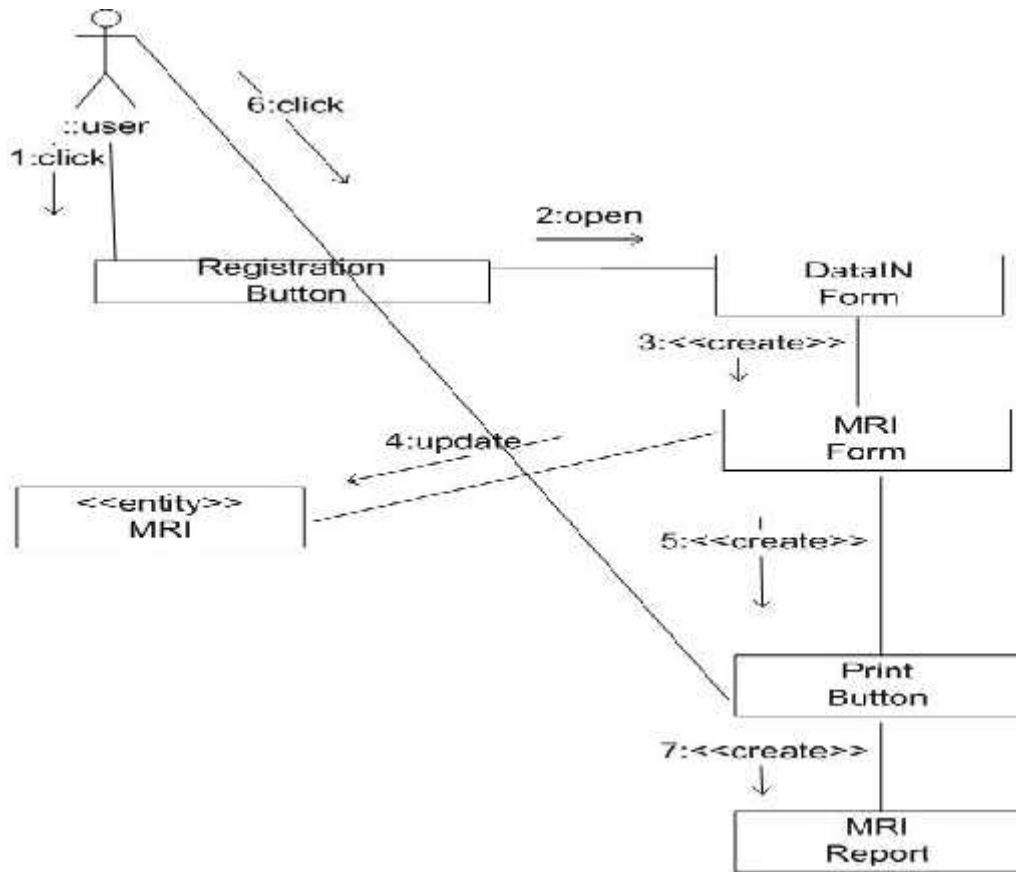 6:click
::user
1:click
2:open
Registration
Button
DataIN
Form
3:<<create>>
MRI
Form
4:update
<<entity>>
MRI
5:<<create>>
Print
Button
7:<<create>>
MRI
Report